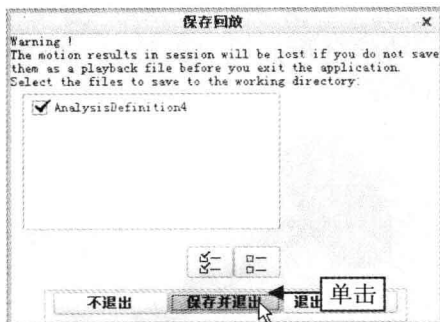 保存回放
Warning !
The motion results in session will be lost if you do not save
them as a playback file before you exit the application.
Select the files to save to the working directory:
AnalysisDefinition4
不退出 保存并退出 退出 单击